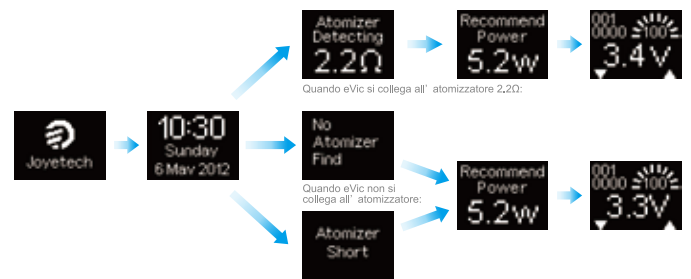 Atomizer
Detecting
2.2Ω
Recommend
Power
5.2w
001
0000
100
3.4V
Quando eVic si collega all' atomizzatore 2,2Ω:
Joyetech
10:30
Sunday
6 May 2012
No
Atomizer
Find
Quando eVic non si
collega all' atomizzatore:
Atomizer
Short
Recommend
Power
5.2w
001
0000
100
3.3V